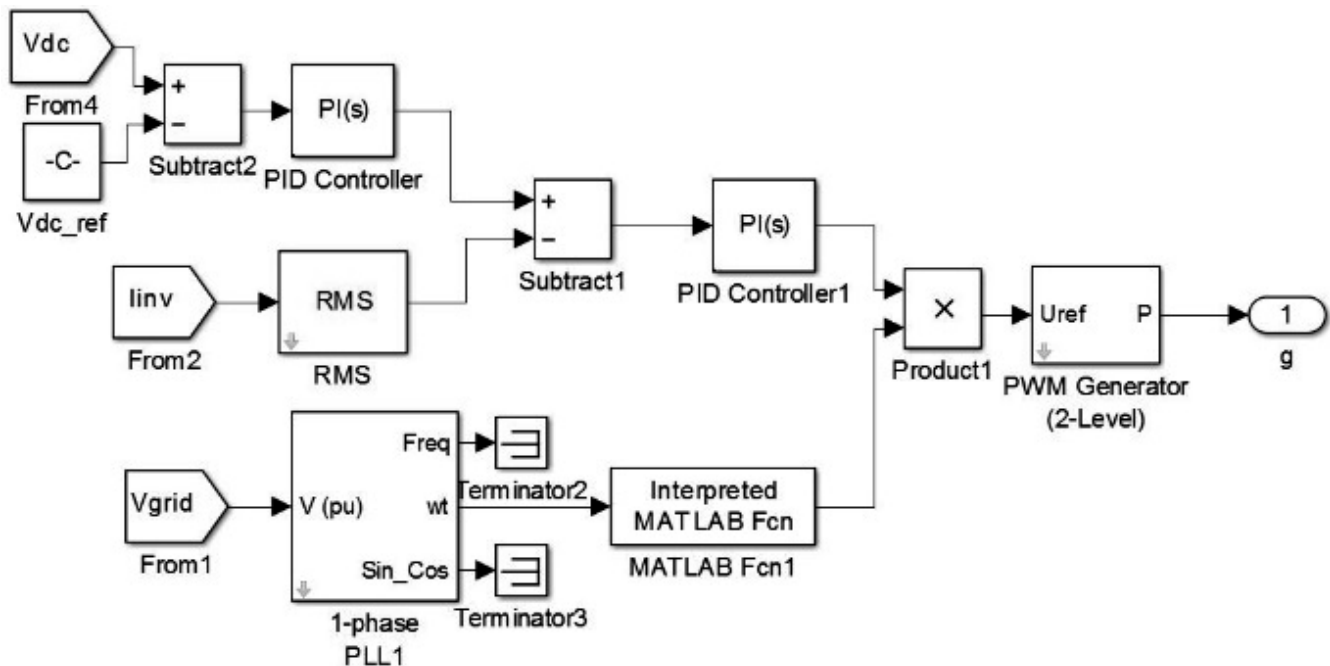 Vdc
From4
+
−
Subtract2
PI(s)
PID Controller
-C-
Vdc_ref
+
−
Subtract1
PI(s)
PID Controller1
Iinv
From2
RMS
RMS
×
Product1
Uref P
PWM Generator
(2-Level)
1
g
Vgrid
From1
V (pu)
Freq
wt
Sin_Cos
1-phase
PLL1
Terminator2
Terminator3
Interpreted
MATLAB Fcn
MATLAB Fcn1